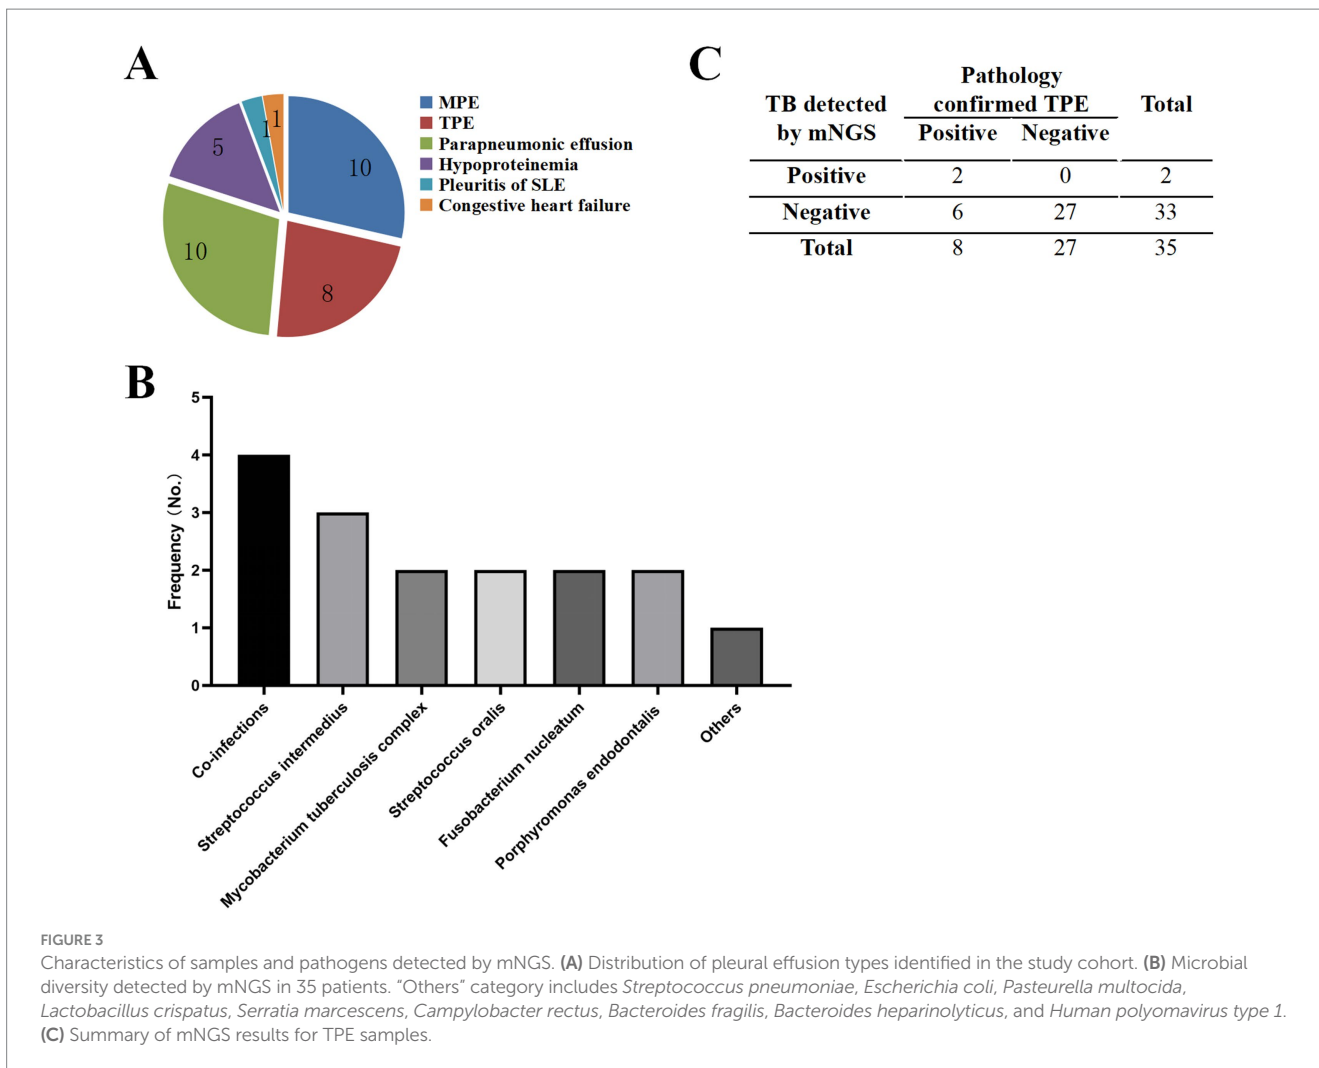 A
MPE
TPE
Parapneumonic effusion
Hypoproteinemia
Pleuritis of SLE
Congestive heart failure
10
8
10
5
1
1
C
TB detected by mNGS
Pathology confirmed TPE
Total
Positive Negative
Positive 2 0 2
Negative 6 27 33
Total 8 27 35
B
Frequency (No.)
5
4
3
2
1
0
Co-infections
Streptococcus intermedius
Mycobacterium tuberculosis complex
Streptococcus oralis
Fusobacterium nucleatum
Porphyromonas endodontalis
Others
FIGURE 3
Characteristics of samples and pathogens detected by mNGS. (A) Distribution of pleural effusion types identified in the study cohort. (B) Microbial
diversity detected by mNGS in 35 patients. "Others" category includes Streptococcus pneumoniae, Escherichia coli, Pasteurella multocida,
Lactobacillus crispatus, Serratia marcescens, Campylobacter rectus, Bacteroides fragilis, Bacteroides heparinolyticus, and Human polyomavirus type 1.
(C) Summary of mNGS results for TPE samples.